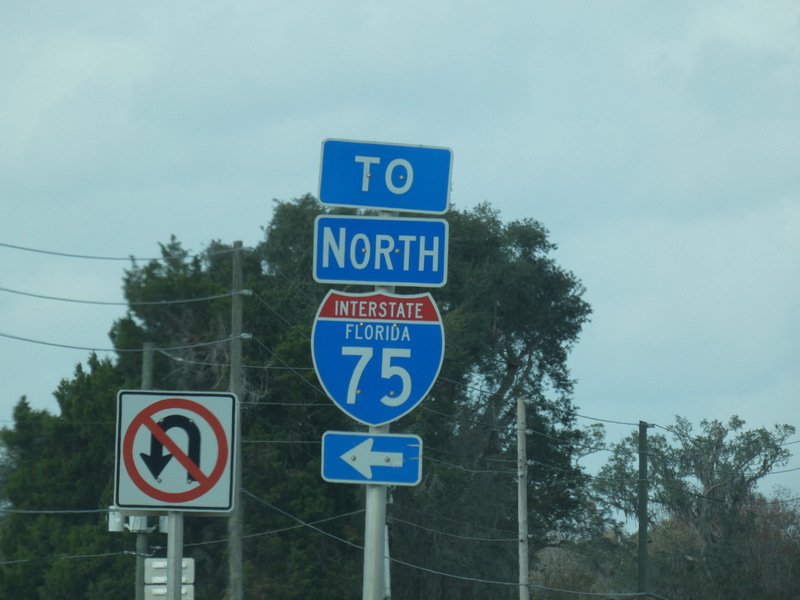 TO
NORTH
INTERSTATE
FLORIDA
75